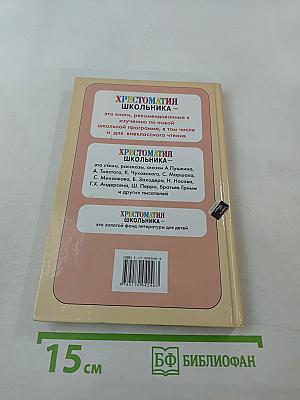 ХРЕСТОМАТИЯ
ШКОЛЬНИКА –
это книги, рекомендованные к
изучению по новой
школьной программе, в том числе
и для внеклассного чтения
ХРЕСТОМАТИЯ
ШКОЛЬНИКА –
это стихи, рассказы, сказки А.Пушкина,
А. Толстого, К. Чуковского, С. Маршака,
С. Михалкова, Б. Заходера, Н. Носова,
Г.Х. Андерсена, Ш. Перро, братьев Гримм
и других писателей
ХРЕСТОМАТИЯ
ШКОЛЬНИКА –
это золотой фонд литературы для детей
15 см
БФ БИБЛИОФАН